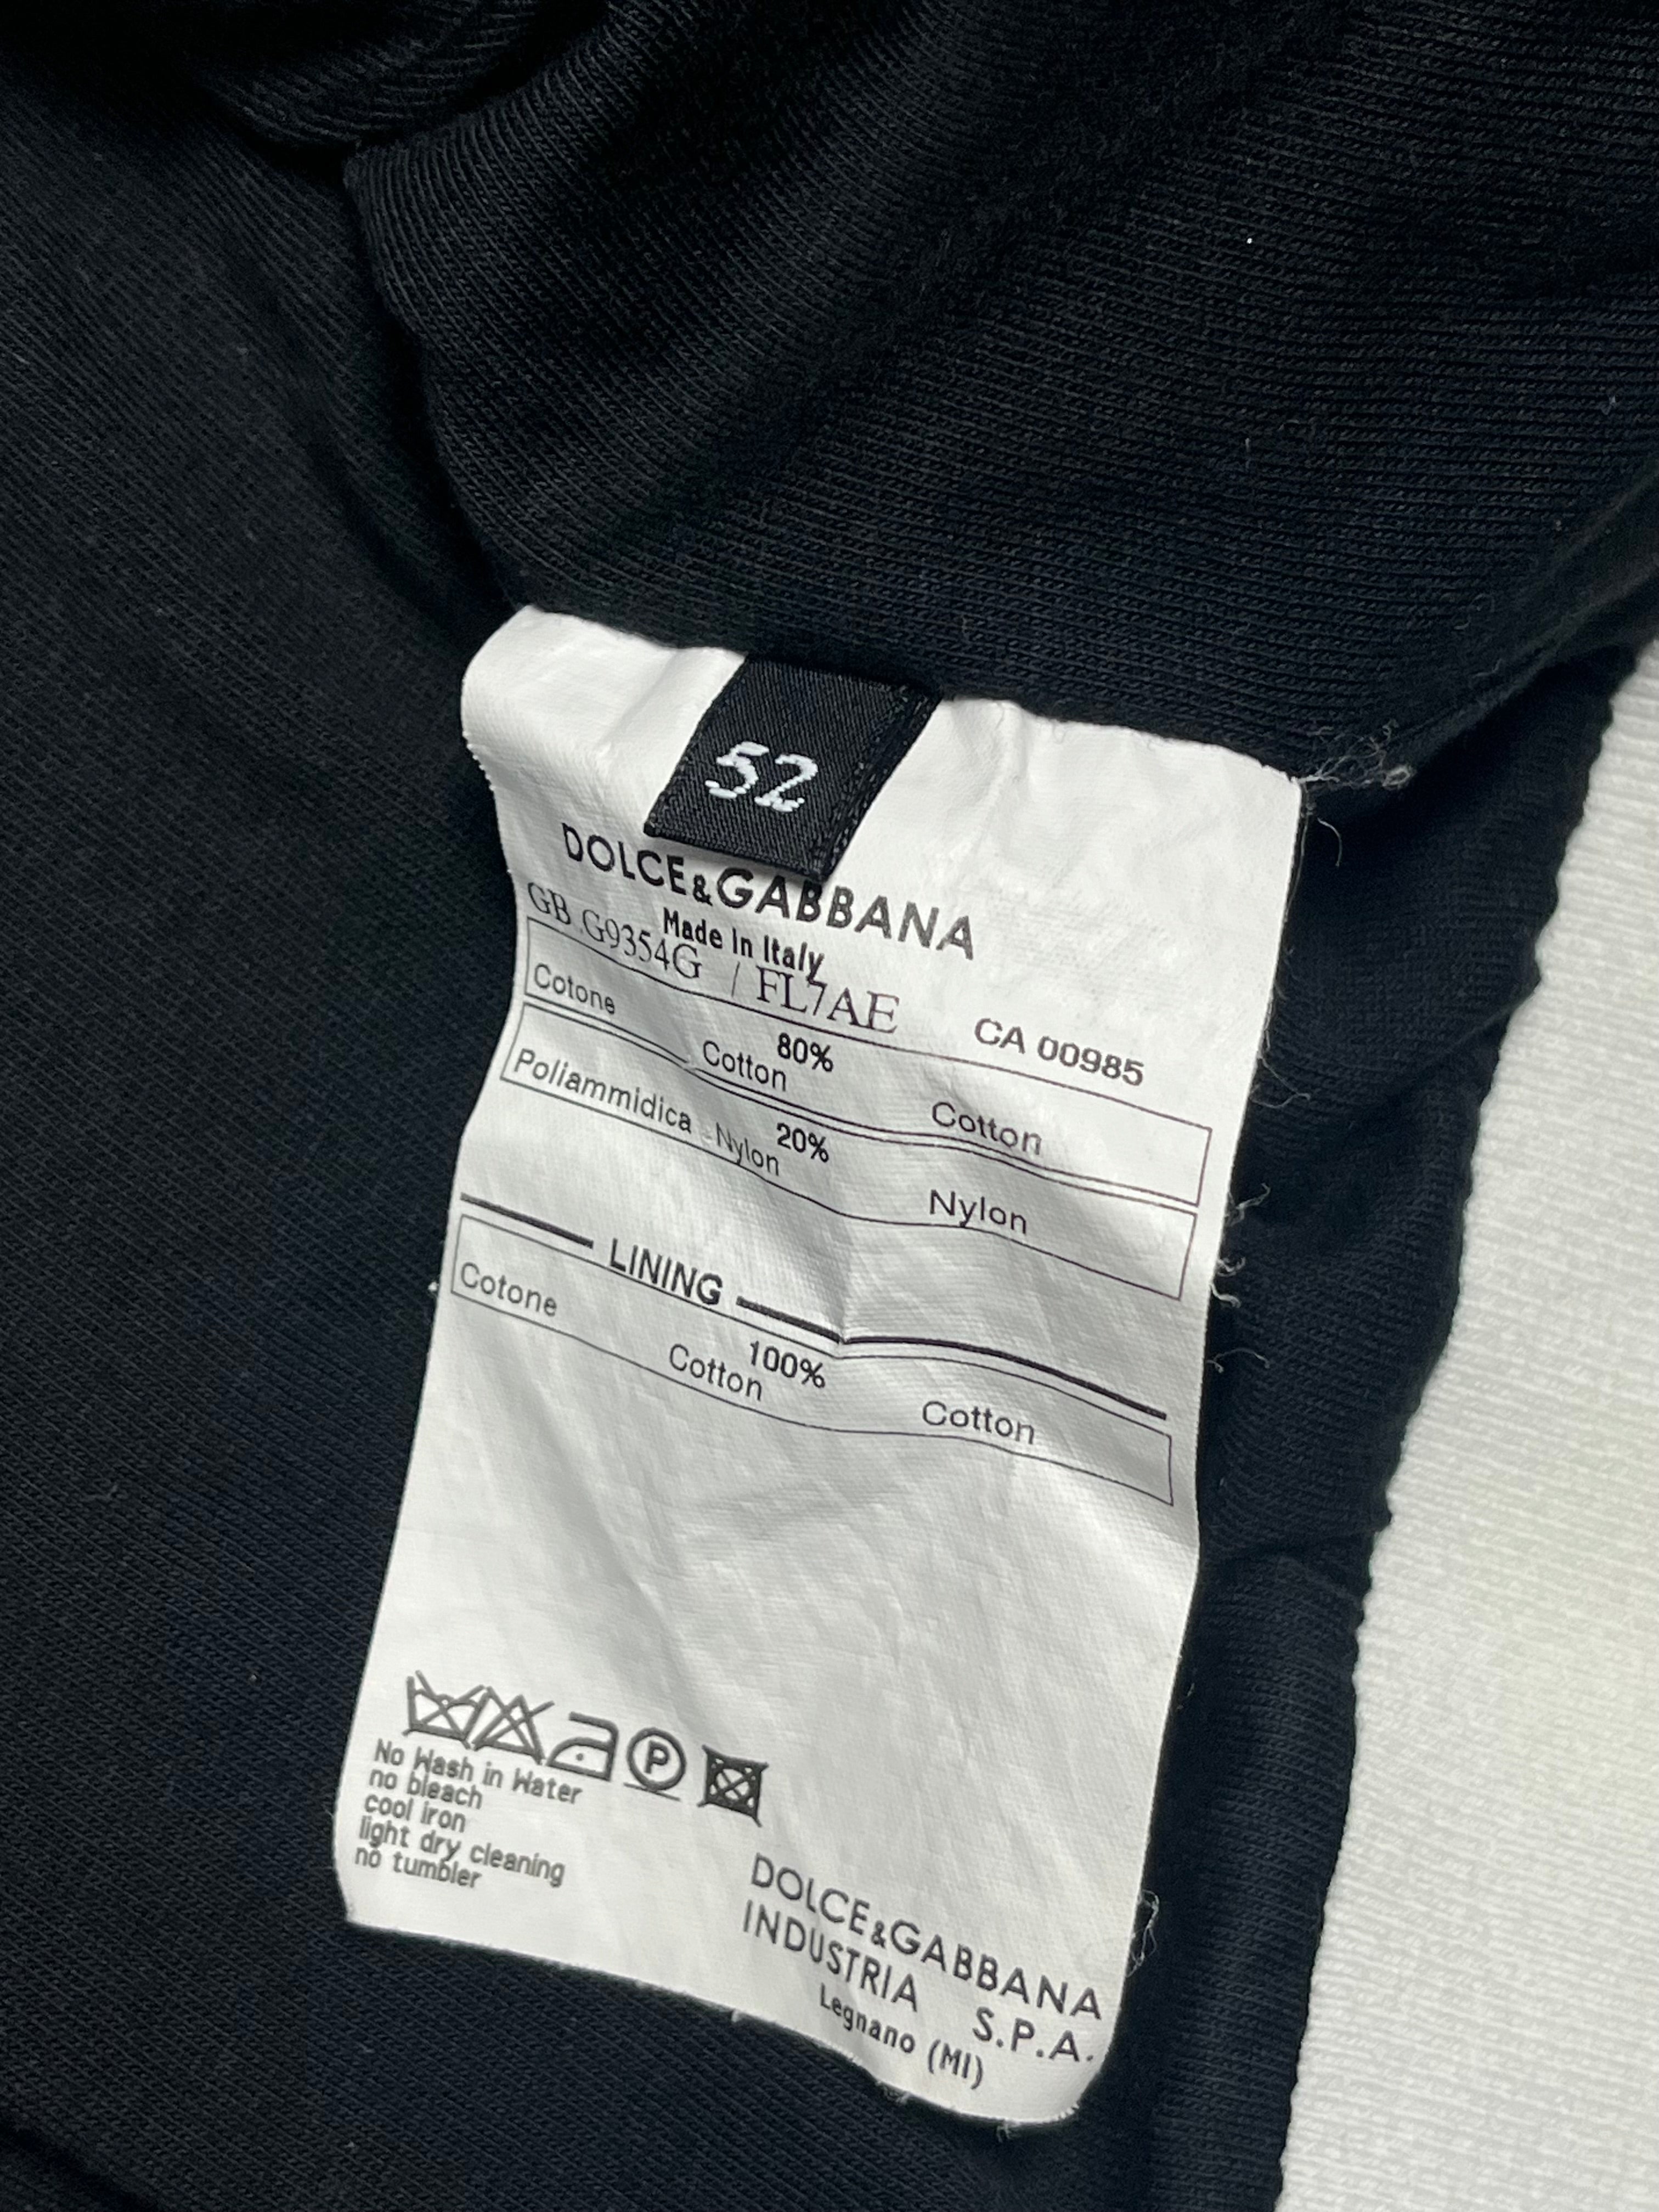 52
DOLCE&GABBANA
Made in Italy
GB.G9354G / FL7AE CA 00985
Cotone 80% Cotton Cotton
Poliammidica-Nylon 20% Nylon
LINING
Cotone 100% Cotton Cotton
P
No Wash in Water
no bleach
cool iron
light dry cleaning
no tumbler
DOLCE&GABBANA
INDUSTRIA S.P.A.
Legnano (MI)